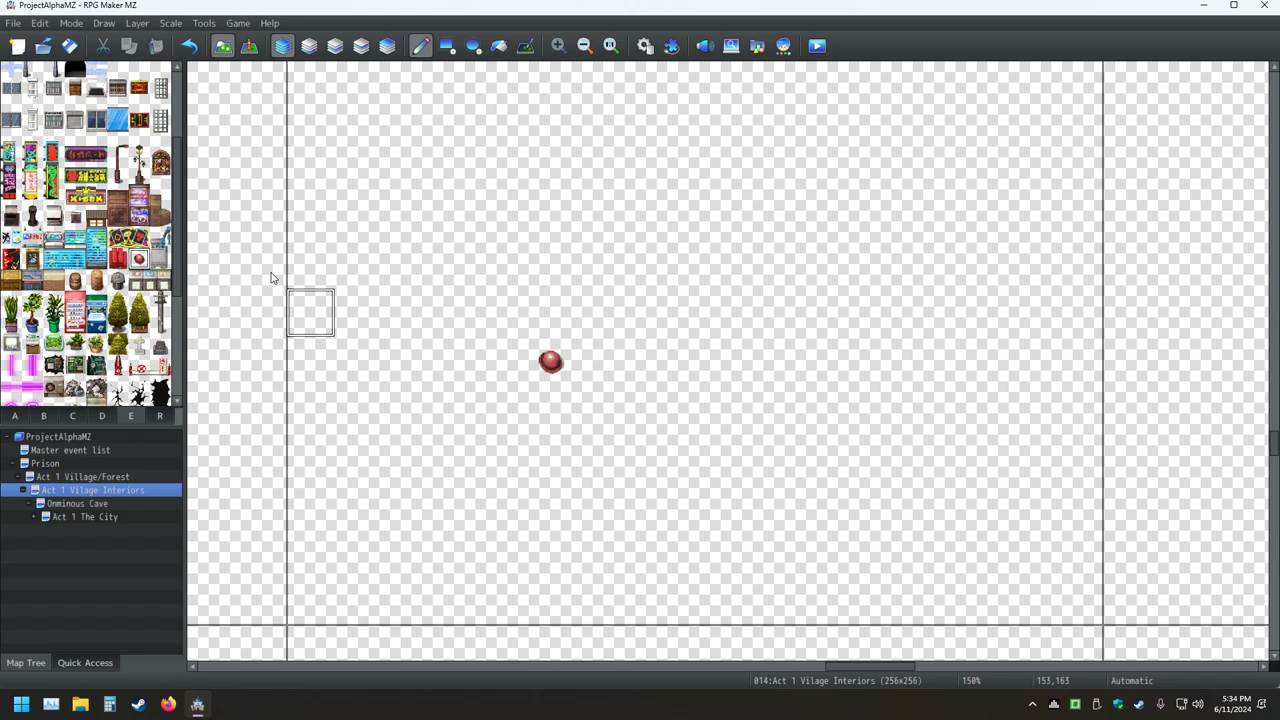 ProjectAlphaMZ - RPG Maker MZ
File Edit Mode Draw Layer Scale Tools Game Help
A B C D E R
ProjectAlphaMZ
Master event list
Prison
Act 1 Village/Forest
Act 1 Vilage Interiors
Onminous Cave
Act 1 The City
Map Tree Quick Access
014:Act 1 Vilage Interiors (256x256) 150% 153,163 Automatic
5:34 PM
6/11/2024